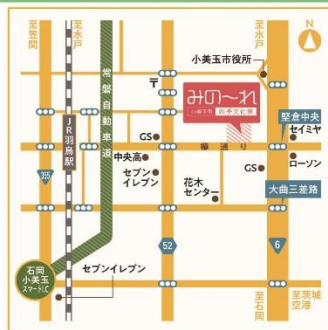 至笠間
至水戸
至水戸
N
小美玉市役所
〒
みの〜れ
小美玉市 四季文化館
堅倉中央
セイミヤ
常磐自動車道
JR羽鳥駅
GS
中央高
セブン
イレブン
欅通り
GS
ローソン
花木
センター
大曲三差路
355
52
6
石岡
小美玉
スマートI.C
セブンイレブン
至石岡
至茨城
空港